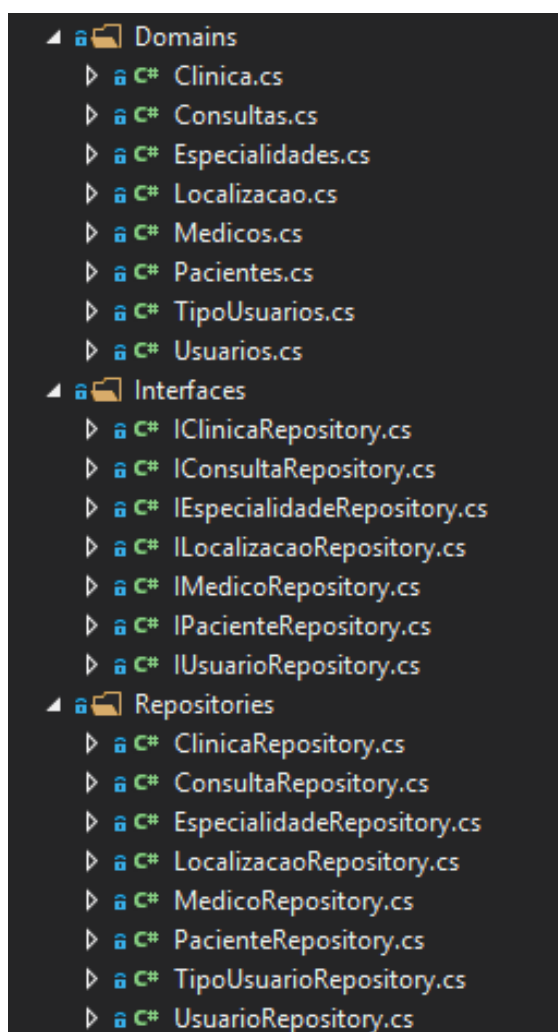 Domains
C# Clinica.cs
C# Consultas.cs
C# Especialidades.cs
C# Localizacao.cs
C# Medicos.cs
C# Pacientes.cs
C# TipoUsuarios.cs
C# Usuarios.cs
Interfaces
C# IClinicaRepository.cs
C# IConsultaRepository.cs
C# IEspecialidadeRepository.cs
C# ILocalizacaoRepository.cs
C# IMedicoRepository.cs
C# IPacienteRepository.cs
C# IUsuarioRepository.cs
Repositories
C# ClinicaRepository.cs
C# ConsultaRepository.cs
C# EspecialidadeRepository.cs
C# LocalizacaoRepository.cs
C# MedicoRepository.cs
C# PacienteRepository.cs
C# TipoUsuarioRepository.cs
C# UsuarioRepository.cs